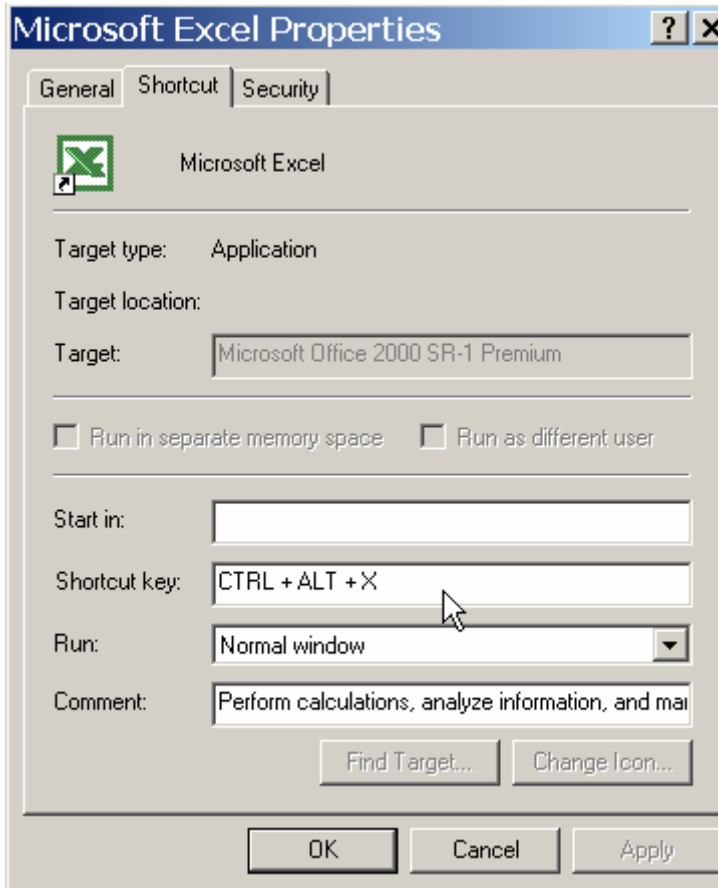 Microsoft Excel Properties ? X
General Shortcut Security
Microsoft Excel
Target type: Application
Target location:
Target: Microsoft Office 2000 SR-1 Premium
Run in separate memory space Run as different user
Start in:
Shortcut key: CTRL + ALT + X
Run: Normal window
Comment: Perform calculations, analyze information, and mai
Find Target... Change Icon...
OK Cancel Apply